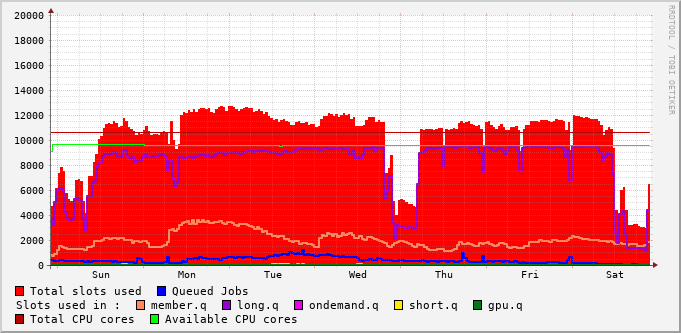 RRDTOOL / TOBI OETIKER
20000
18000
16000
14000
12000
10000
8000
6000
4000
2000
0
Sun Mon Tue Wed Thu Fri Sat
Total slots used Queued Jobs
Slots used in : member.q long.q ondemand.q short.q gpu.q
Total CPU cores Available CPU cores